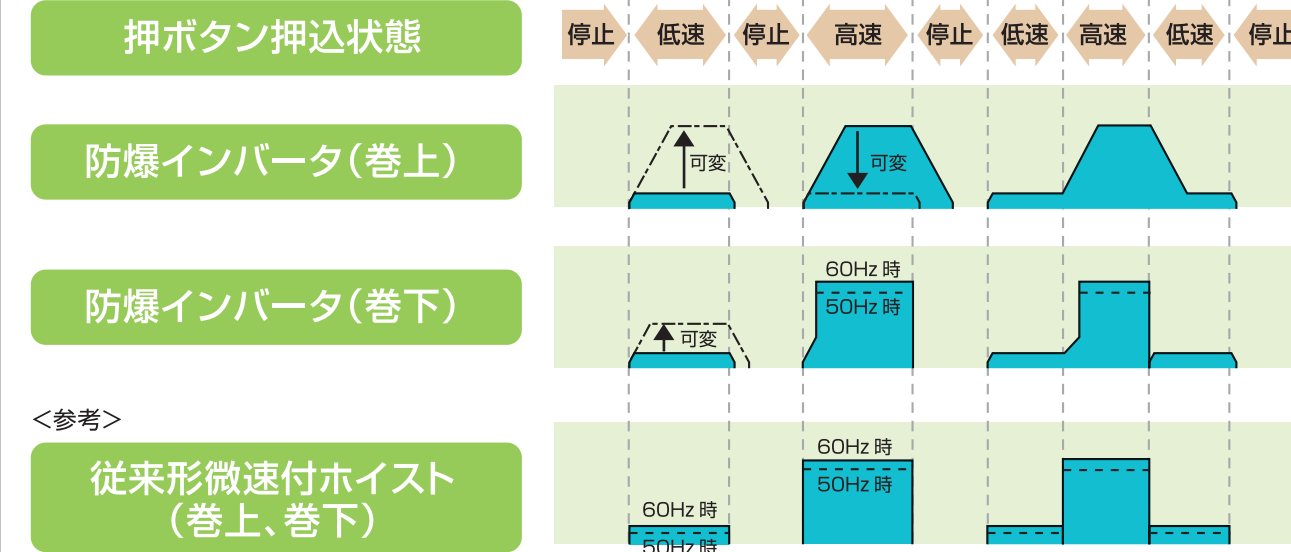 押ボタン押込状態
停止 低速 停止 高速 停止 低速 高速 低速 停止
防爆インバータ（巻上）
可変 可変
防爆インバータ（巻下）
可変
60Hz 時
50Hz 時
＜参考＞
従来形微速付ホイスト
（巻上、巻下）
60Hz 時
50Hz 時
60Hz 時
50Hz 時